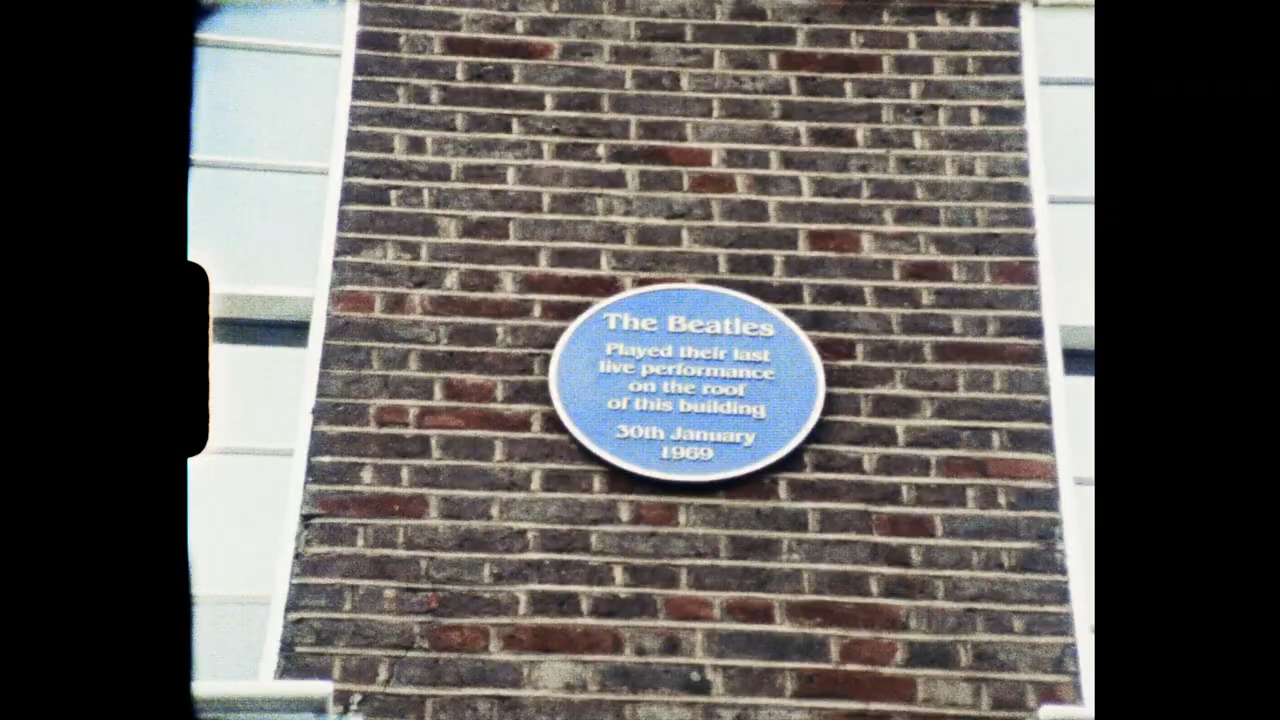 The Beatles
Played their last
live performance
on the roof
of this building
30th January
1969